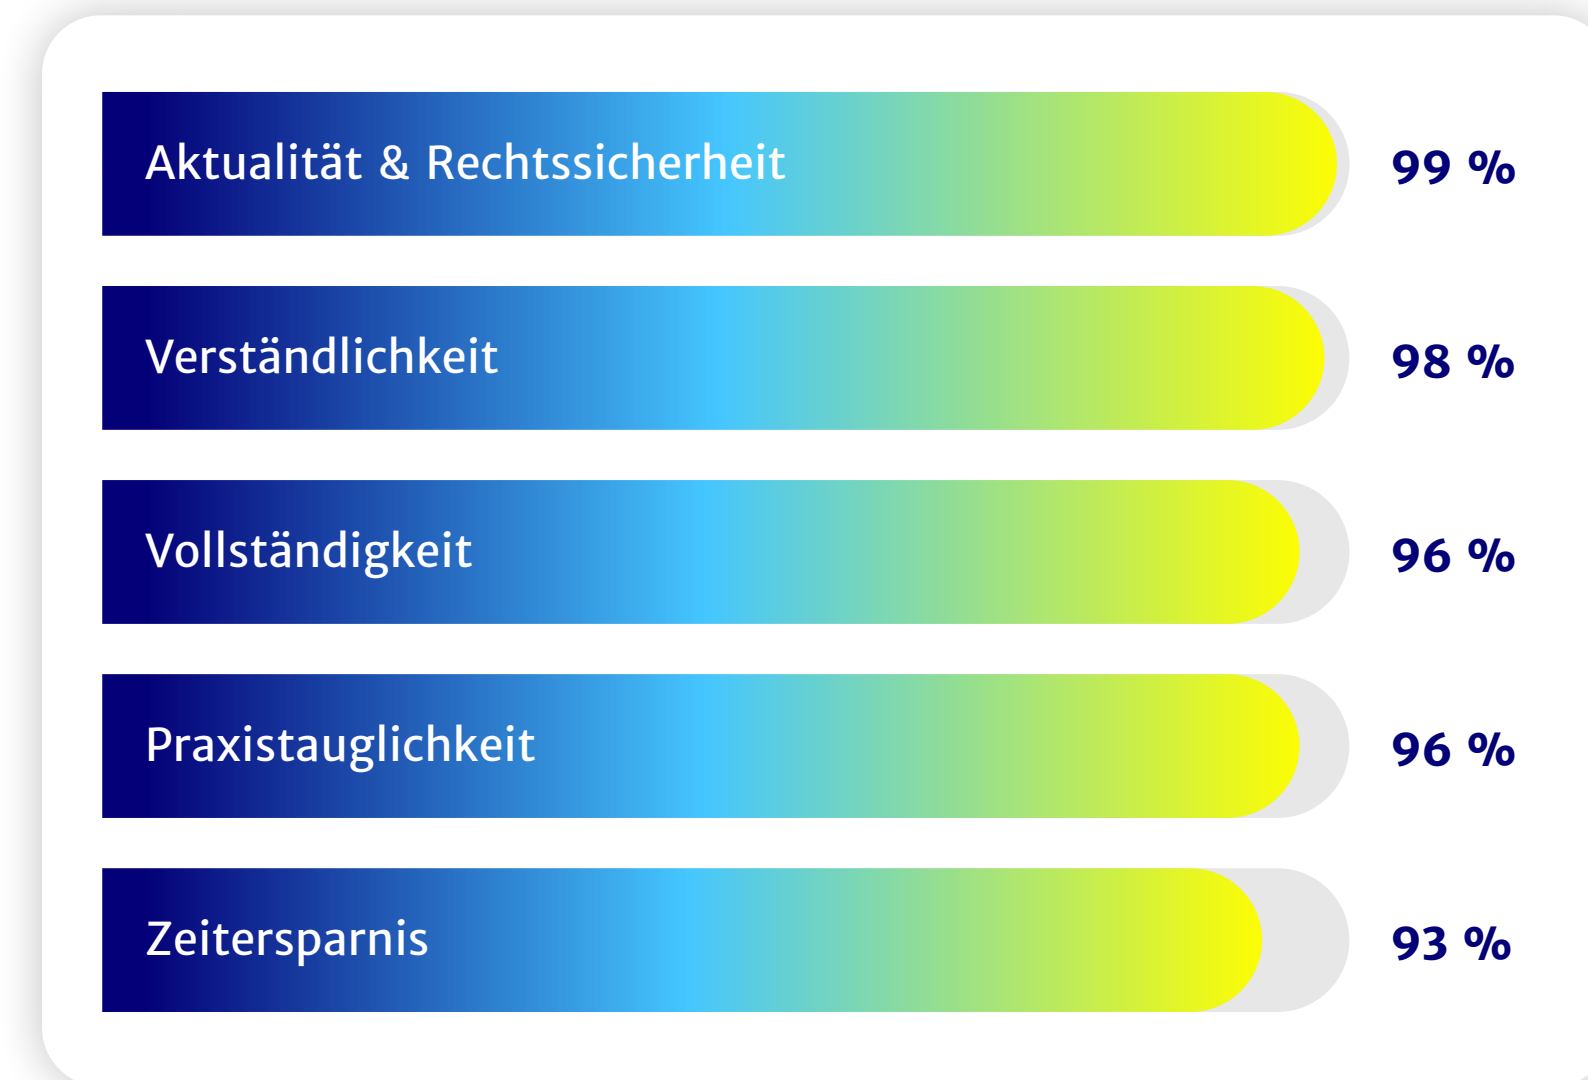 Aktualität & Rechtssicherheit 99 %
Verständlichkeit 98 %
Vollständigkeit 96 %
Praxistauglichkeit 96 %
Zeitersparnis 93 %